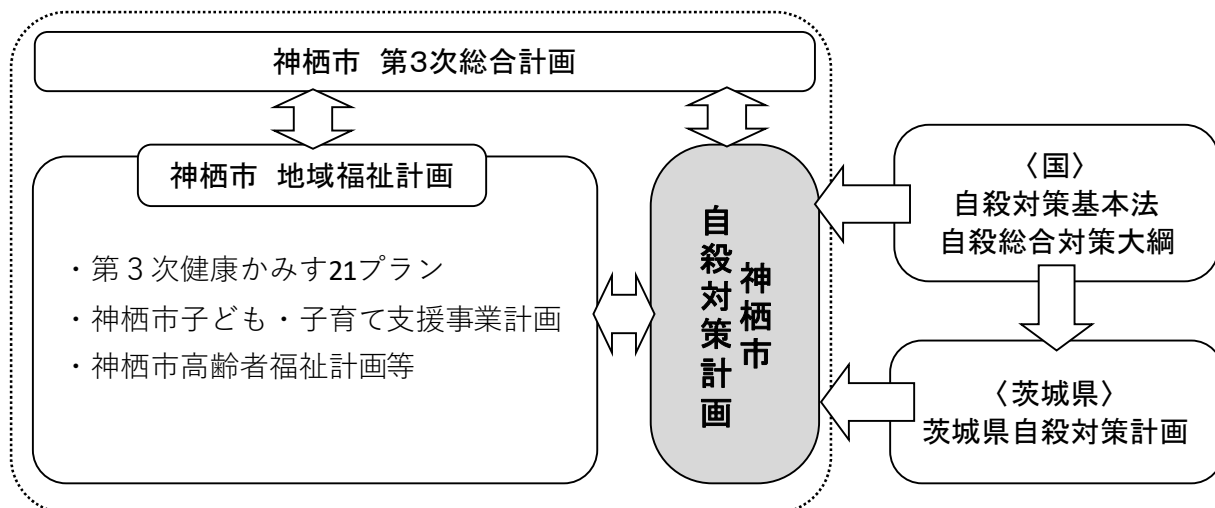 神栖市 第３次総合計画
神栖市 地域福祉計画
・第３次健康かみす21プラン
・神栖市子ども・子育て支援事業計画
・神栖市高齢者福祉計画等
神栖市
自殺対策計画
〈国〉
自殺対策基本法
自殺総合対策大綱
〈茨城県〉
茨城県自殺対策計画